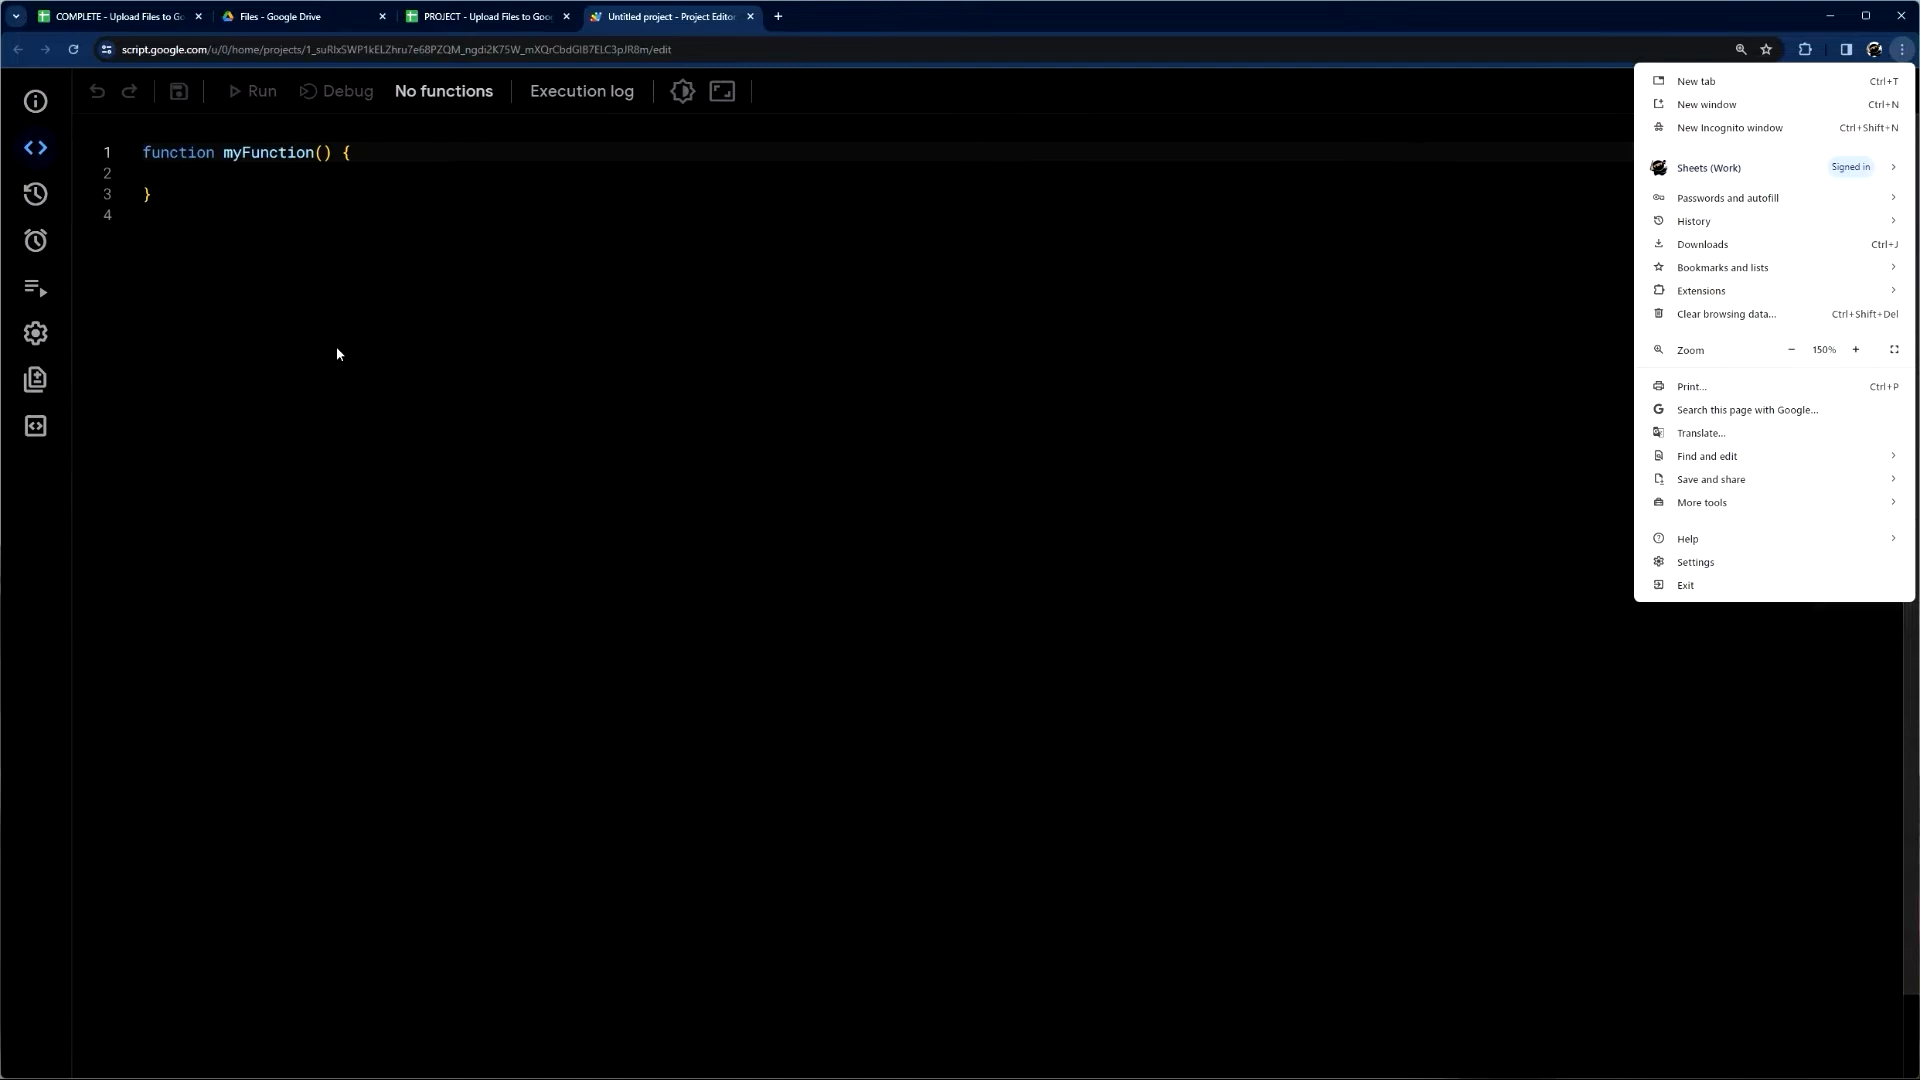 COMPLETE - Upload Files to Go
Files - Google Drive
PROJECT - Upload Files to Goo
Untitled project - Project Editor
script.google.com/u/0/home/projects/1_suRlxSWP1kELZhru7e68PZQM_ngdi2K75W_mXQrCbdGlB7ELC3pJR8m/edit
Run
Debug
No functions
Execution log
1 function myFunction() {
2
3 }
4
New tab Ctrl+T
New window Ctrl+N
New Incognito window Ctrl+Shift+N
Sheets (Work) Signed in
Passwords and autofill
History
Downloads Ctrl+J
Bookmarks and lists
Extensions
Clear browsing data... Ctrl+Shift+Del
Zoom − 150% +
Print... Ctrl+P
Search this page with Google...
Translate...
Find and edit
Save and share
More tools
Help
Settings
Exit